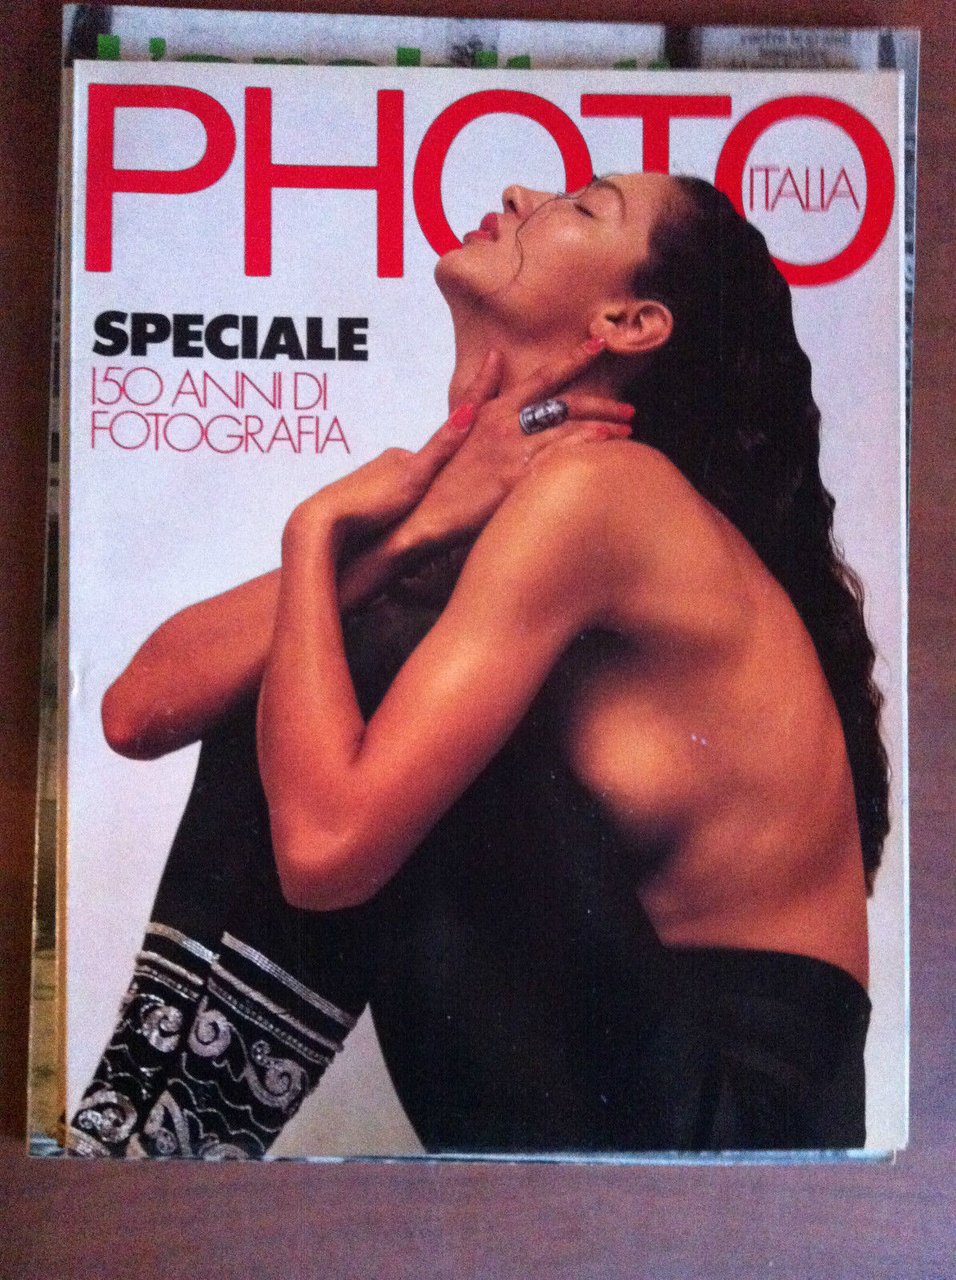 PHOTO
ITALIA
SPECIALE
150 ANNI DI
FOTOGRAFIA